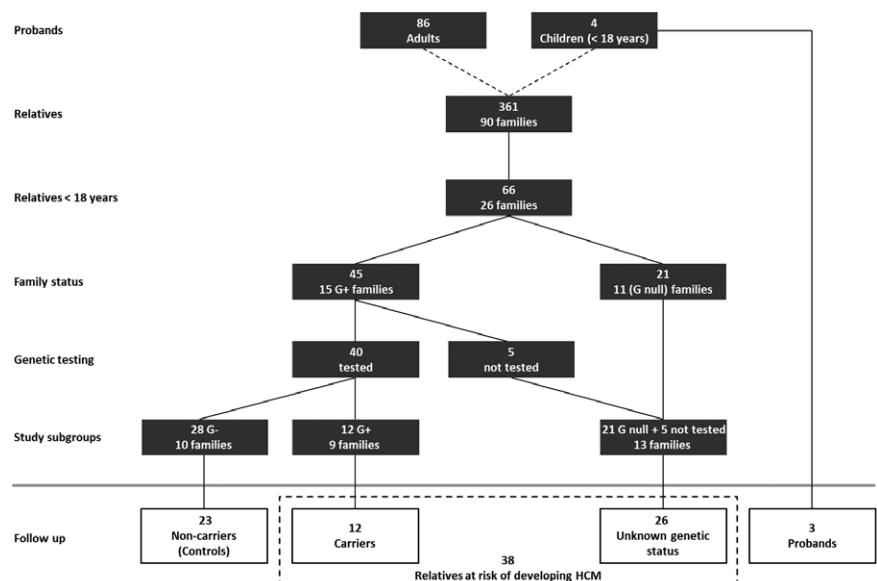 Probands
86
Adults
4
Children (< 18 years)
Relatives
361
90 families
Relatives < 18 years
66
26 families
Family status
45
15 G+ families
21
11 (G null) families
Genetic testing
40
tested
5
not tested
Study subgroups
28 G-
10 families
12 G+
9 families
21 G null + 5 not tested
13 families
Follow up
23
Non-carriers
(Controls)
12
Carriers
26
Unknown genetic
status
3
Probands
38
Relatives at risk of developing HCM